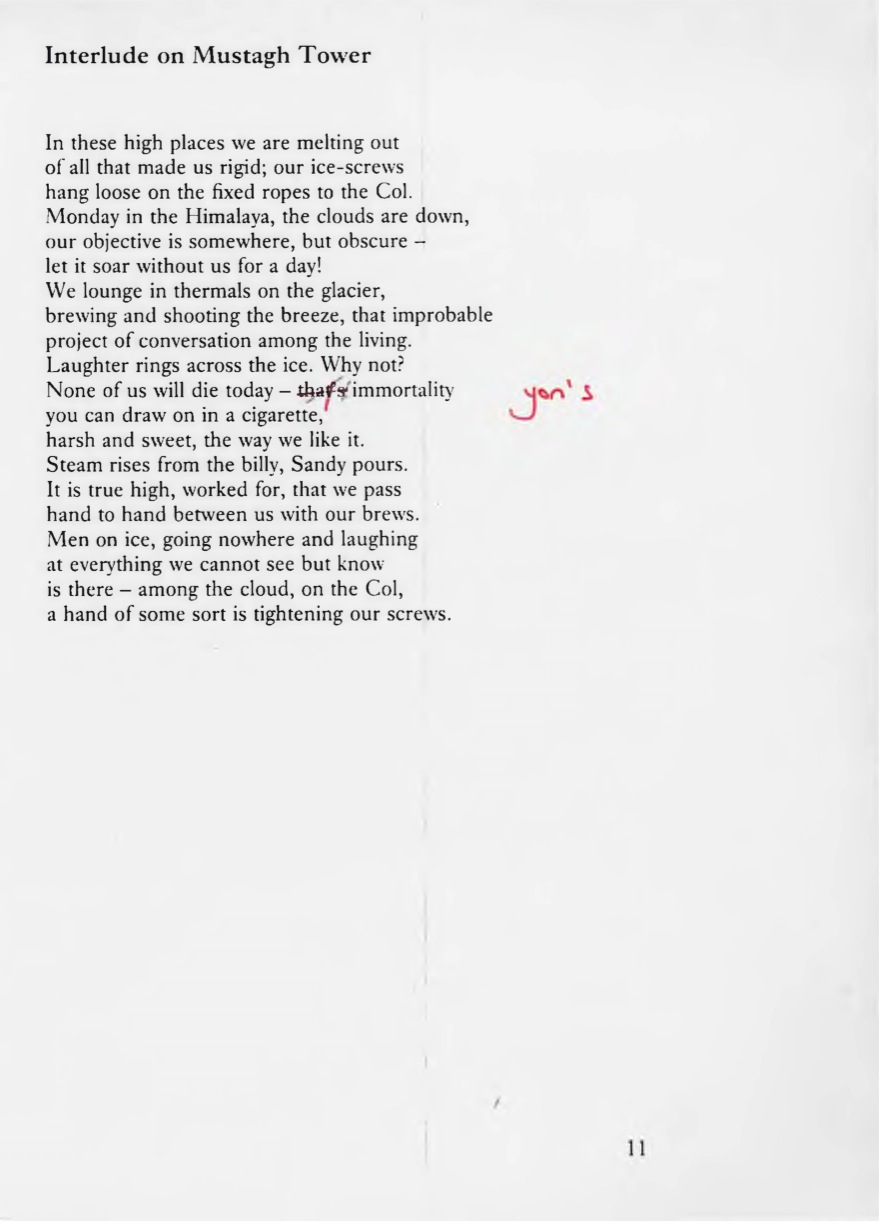 Interlude on Mustagh Tower
In these high places we are melting out
of all that made us rigid; our ice-screws
hang loose on the fixed ropes to the Col.
Monday in the Himalaya, the clouds are down,
our objective is somewhere, but obscure –
let it soar without us for a day!
We lounge in thermals on the glacier,
brewing and shooting the breeze, that improbable
project of conversation among the living.
Laughter rings across the ice. Why not?
None of us will die today – that's immortality yon's
you can draw on in a cigarette,
harsh and sweet, the way we like it.
Steam rises from the billy, Sandy pours.
It is true high, worked for, that we pass
hand to hand between us with our brews.
Men on ice, going nowhere and laughing
at everything we cannot see but know
is there – among the cloud, on the Col,
a hand of some sort is tightening our screws.
11